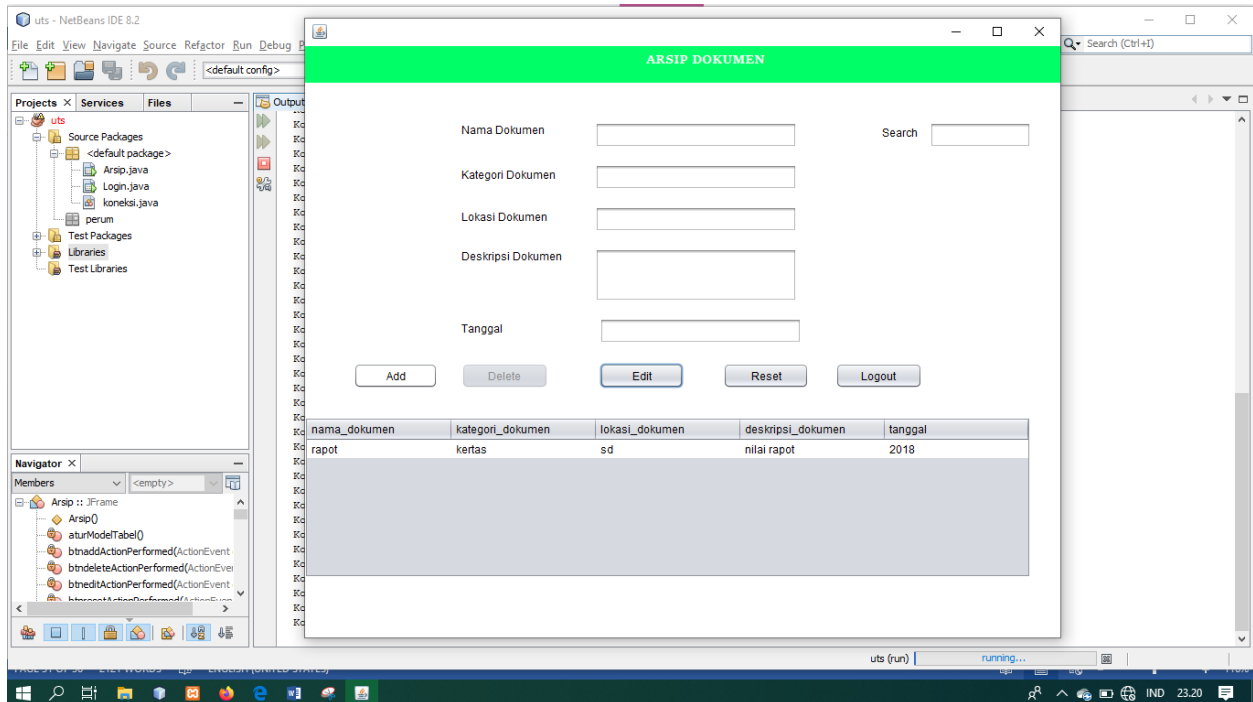 uts - NetBeans IDE 8.2
File Edit View Navigate Source Refactor Run Debug P
Search (Ctrl+I)
<default config>
Projects Services Files
uts
Source Packages
<default package>
Arsip.java
Login.java
koneksi.java
perum
Test Packages
Libraries
Test Libraries
Output
ARSIP DOKUMEN
Nama Dokumen
Search
Kategori Dokumen
Lokasi Dokumen
Deskripsi Dokumen
Tanggal
Add Delete Edit Reset Logout
nama_dokumen kategori_dokumen lokasi_dokumen deskripsi_dokumen tanggal
rapot kertas sd nilai rapot 2018
Navigator
Members <empty>
Arsip :: JFrame
Arsip()
aturModelTabel()
btnaddActionPerformed(ActionEvent
btndeleteActionPerformed(ActionEve
btneditActionPerformed(ActionEvent
uts (run) running...
IND 23.20